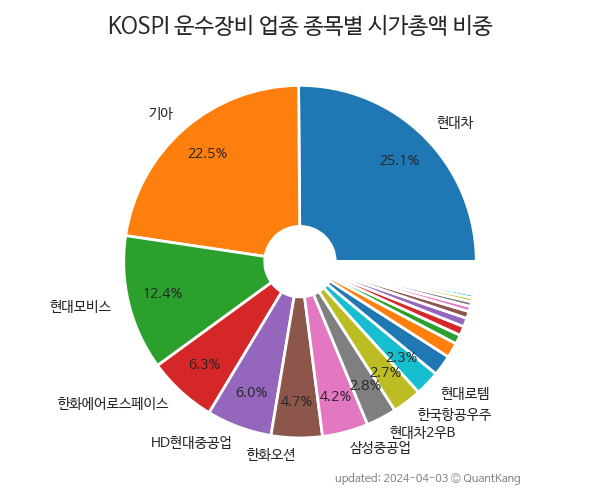 KOSPI 운수장비 업종 종목별 시가총액 비중
현대차
25.1%
기아
22.5%
현대모비스
12.4%
한화에어로스페이스
6.3%
HD현대중공업
6.0%
한화오션
4.7%
삼성중공업
4.2%
현대차2우B
2.8%
한국항공우주
2.7%
현대로템
2.3%
updated: 2024-04-03 © QuantKang